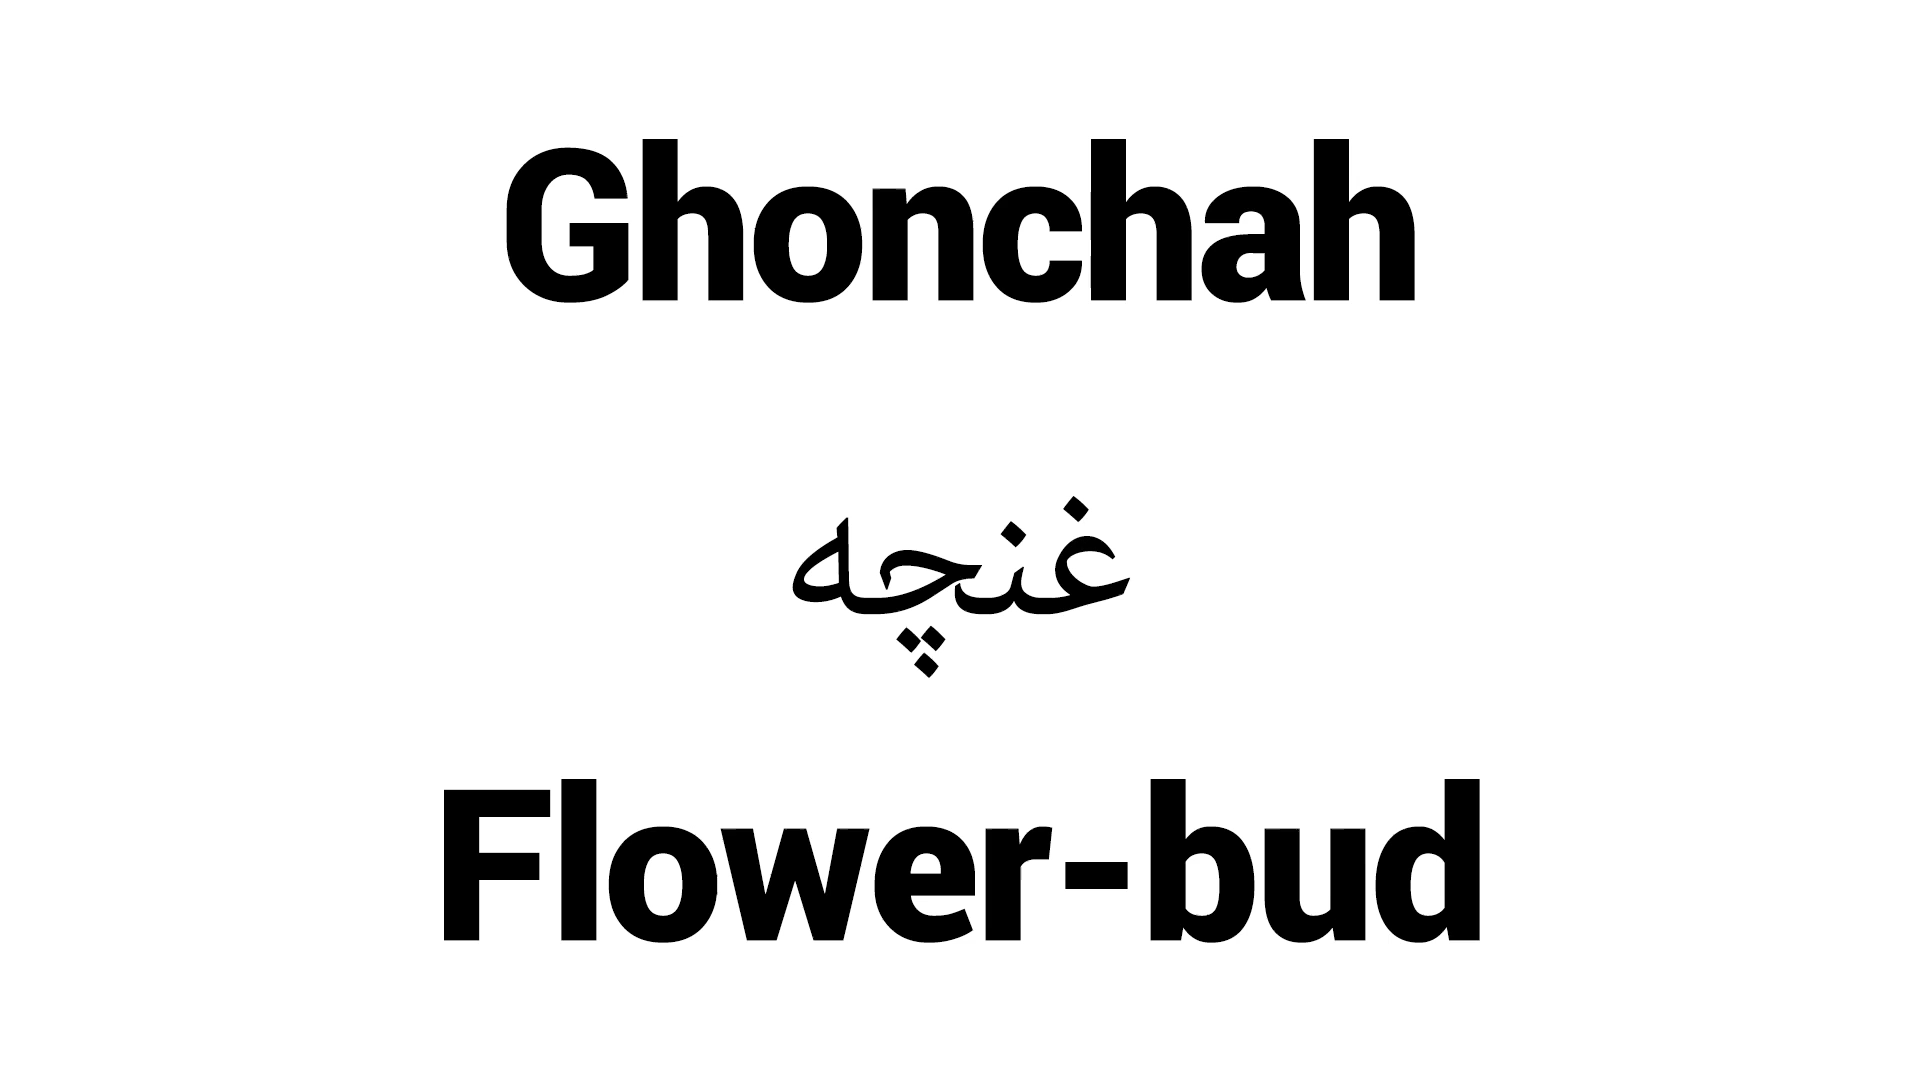 Ghonchah
غنچه
Flower-bud